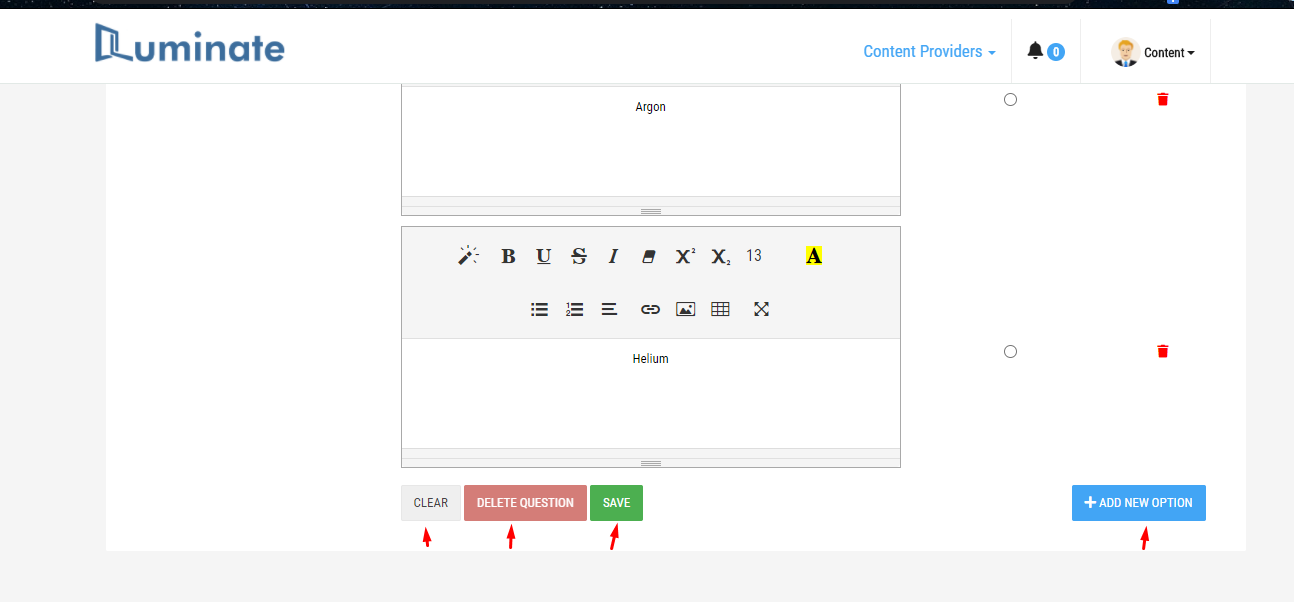 Luminate
Content Providers
0
Content
Argon
B U S I X² X₂ 13 A
Helium
CLEAR DELETE QUESTION SAVE
ADD NEW OPTION